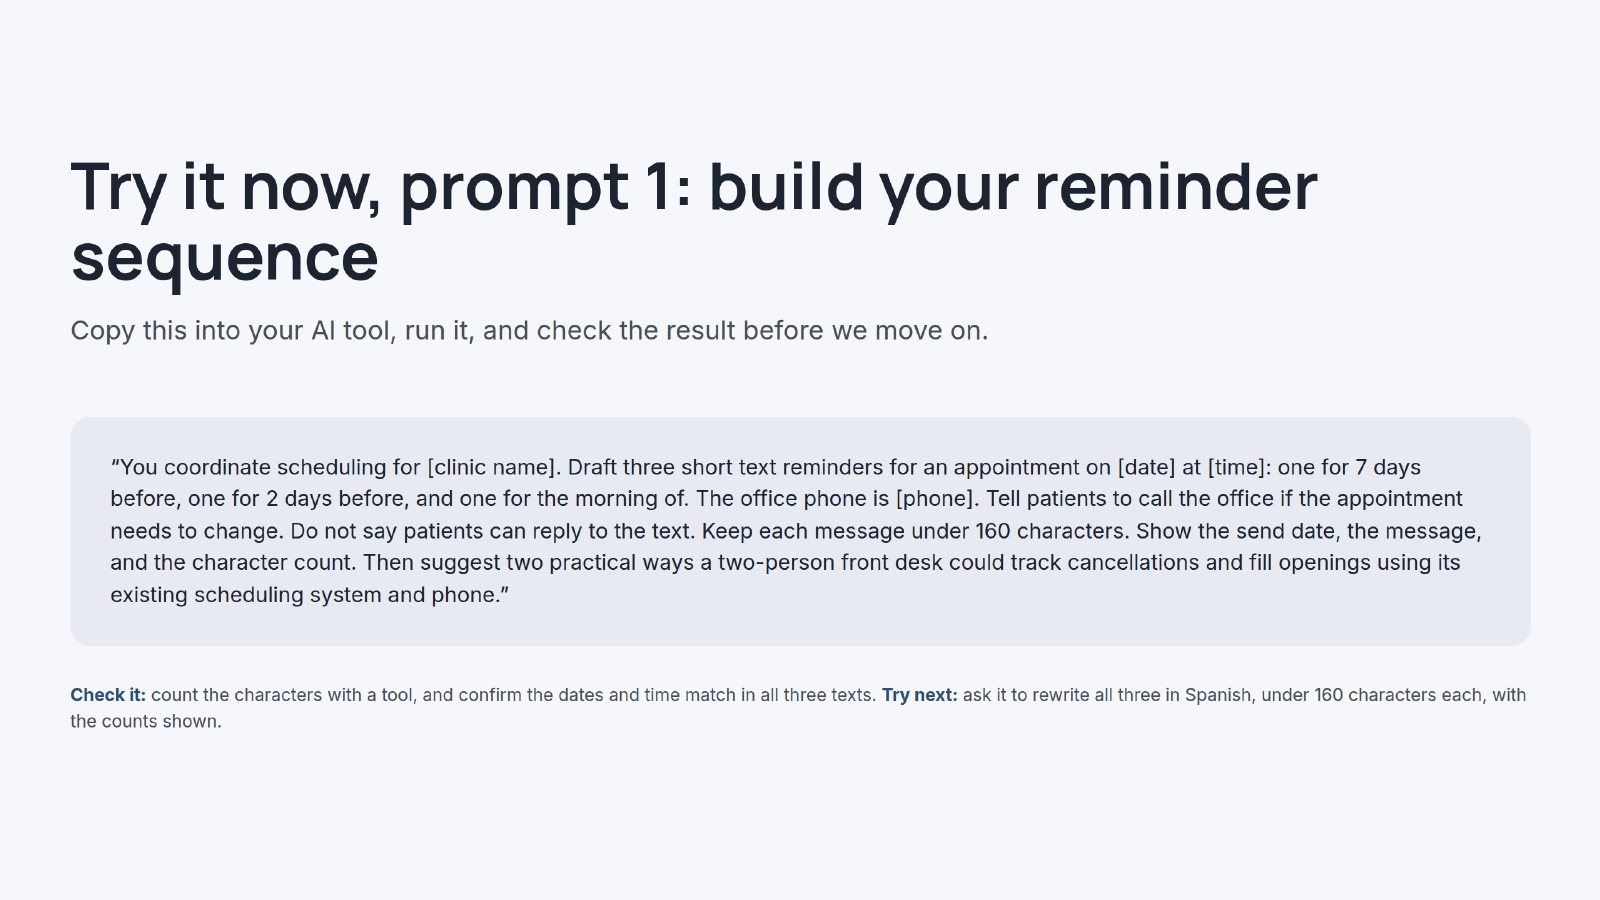 Try it now, prompt 1: build your reminder
sequence
Copy this into your AI tool, run it, and check the result before we move on.
“You coordinate scheduling for [clinic name]. Draft three short text reminders for an appointment on [date] at [time]: one for 7 days
before, one for 2 days before, and one for the morning of. The office phone is [phone]. Tell patients to call the office if the appointment
needs to change. Do not say patients can reply to the text. Keep each message under 160 characters. Show the send date, the message,
and the character count. Then suggest two practical ways a two-person front desk could track cancellations and fill openings using its
existing scheduling system and phone.”
Check it: count the characters with a tool, and confirm the dates and time match in all three texts. Try next: ask it to rewrite all three in Spanish, under 160 characters each, with
the counts shown.